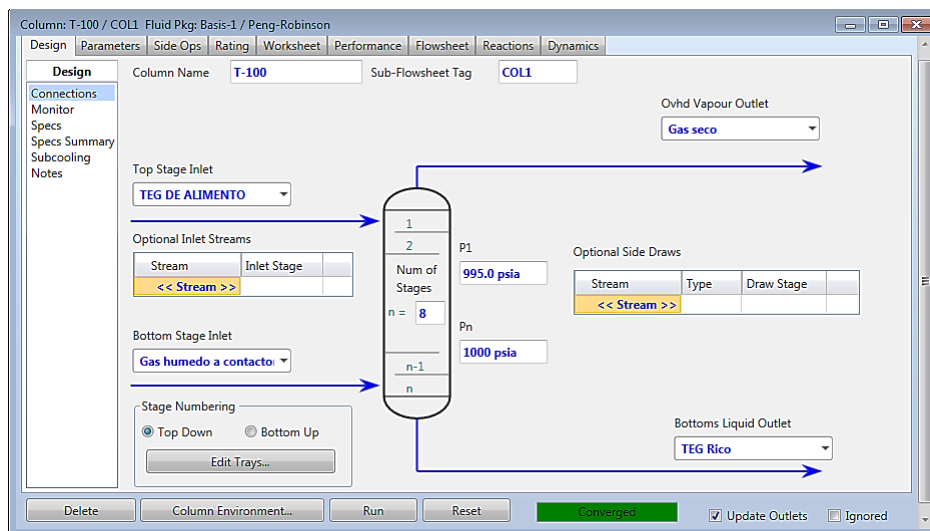 Column: T-100 / COL1 Fluid Pkg: Basis-1 / Peng-Robinson
Design Parameters Side Ops Rating Worksheet Performance Flowsheet Reactions Dynamics
Design
Connections
Monitor
Specs
Specs Summary
Subcooling
Notes
Column Name T-100 Sub-Flowsheet Tag COL1
Ovhd Vapour Outlet
Gas seco
Top Stage Inlet
TEG DE ALIMENTO
Optional Inlet Streams
Stream Inlet Stage
<< Stream >>
Bottom Stage Inlet
Gas humedo a contacto
Stage Numbering
Top Down Bottom Up
Edit Trays...
1
2
Num of
Stages
n = 8
n-1
n
P1
995.0 psia
Pn
1000 psia
Optional Side Draws
Stream Type Draw Stage
<< Stream >>
Bottoms Liquid Outlet
TEG Rico
Delete Column Environment... Run Reset Converged Update Outlets Ignored